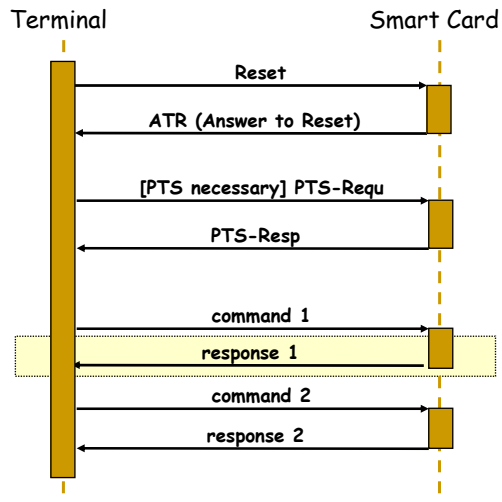 Terminal
Smart Card
Reset
ATR (Answer to Reset)
[PTS necessary] PTS-Requ
PTS-Resp
command 1
response 1
command 2
response 2